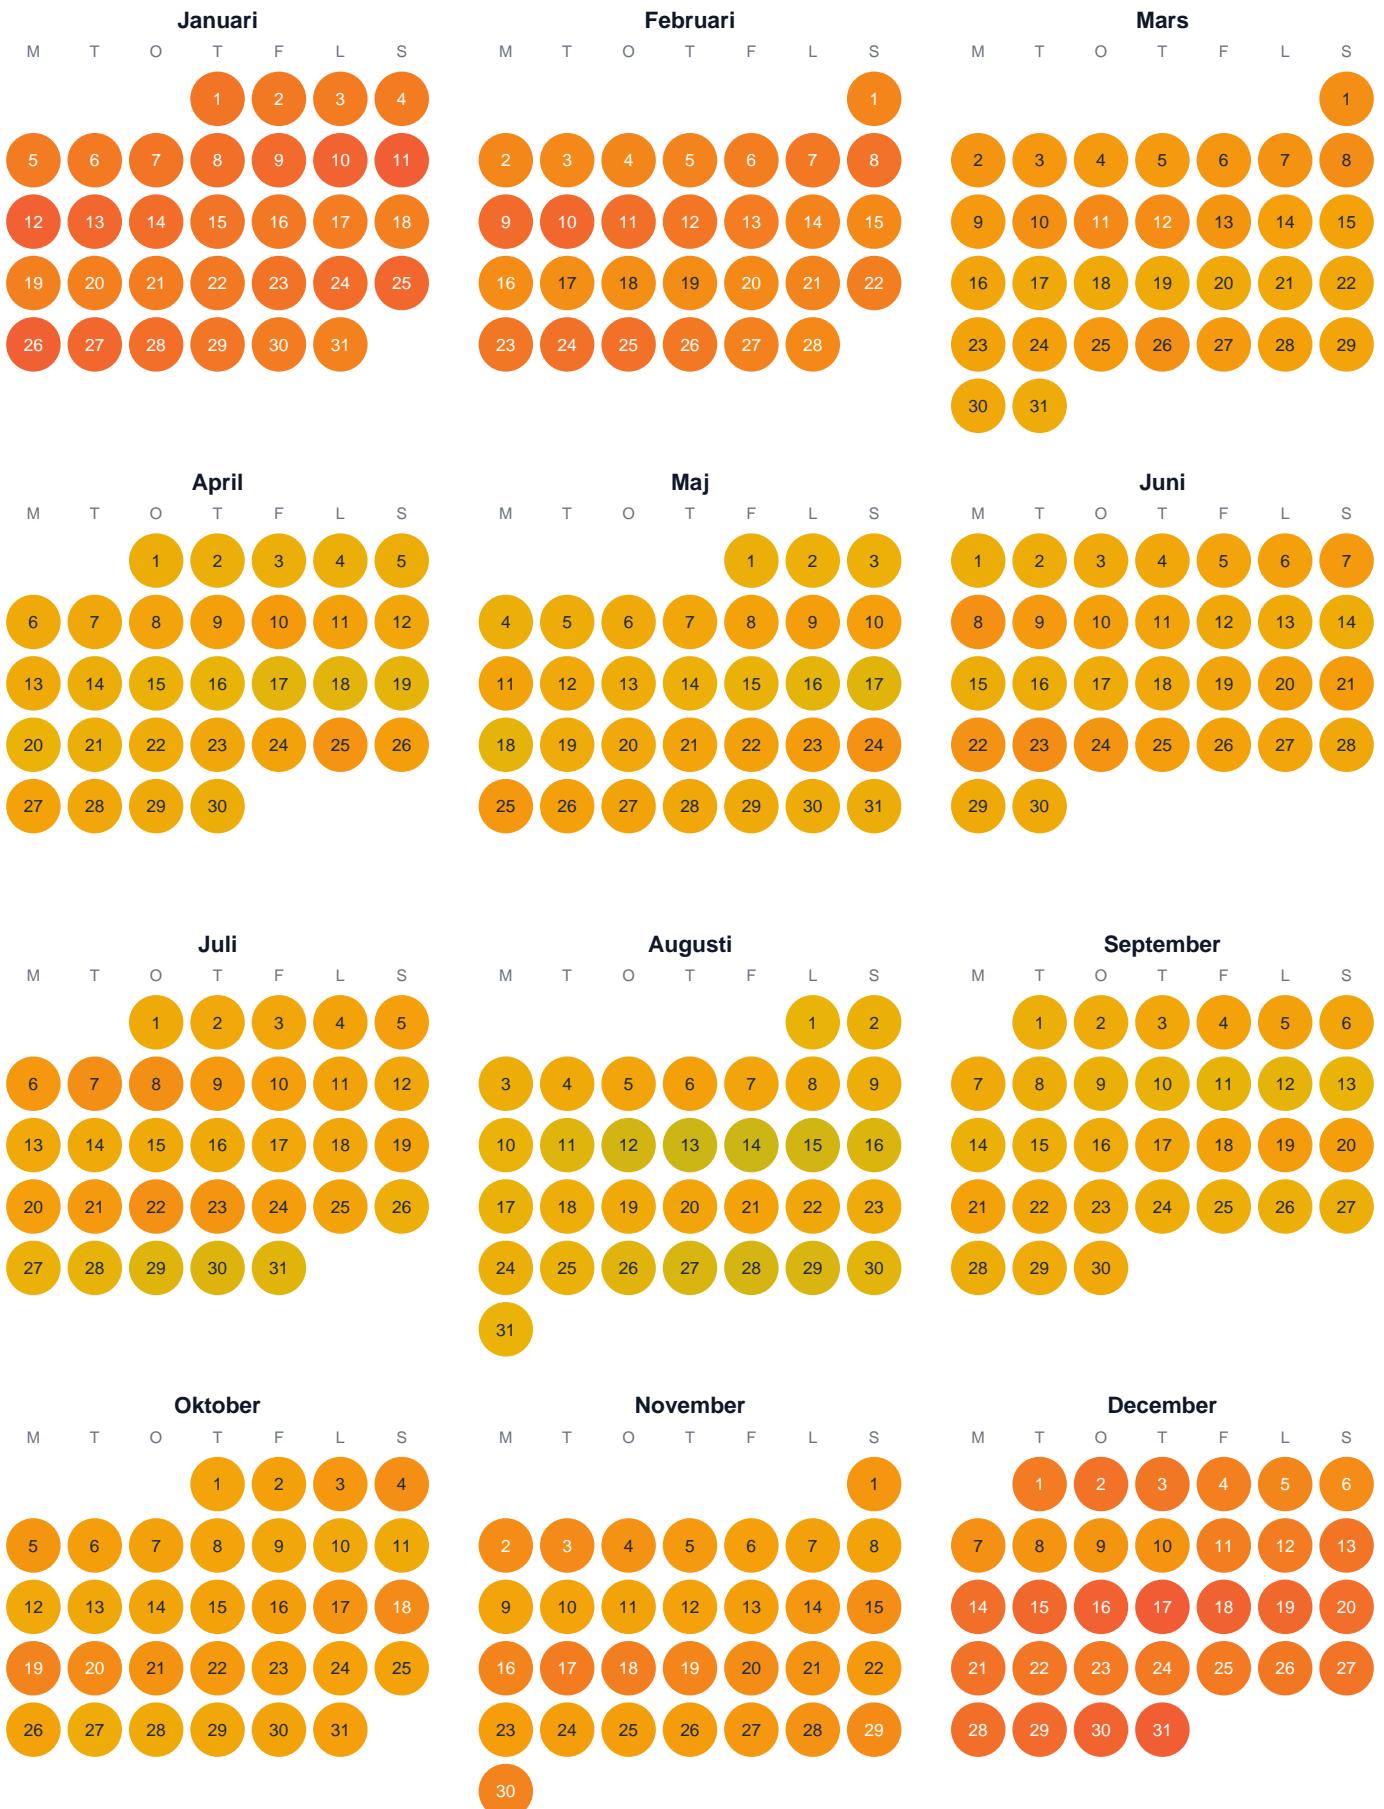 Januari Februari Mars
M T O T F L S M T O T F L S M T O T F L S
1 2 3 4 1 1
5 6 7 8 9 10 11 2 3 4 5 6 7 8 2 3 4 5 6 7 8
12 13 14 15 16 17 18 9 10 11 12 13 14 15 9 10 11 12 13 14 15
19 20 21 22 23 24 25 16 17 18 19 20 21 22 16 17 18 19 20 21 22
26 27 28 29 30 31 23 24 25 26 27 28 23 24 25 26 27 28 29
30 31
April Maj Juni
M T O T F L S M T O T F L S M T O T F L S
1 2 3 4 5 1 2 3 1 2 3 4 5 6 7
6 7 8 9 10 11 12 4 5 6 7 8 9 10 8 9 10 11 12 13 14
13 14 15 16 17 18 19 11 12 13 14 15 16 17 15 16 17 18 19 20 21
20 21 22 23 24 25 26 18 19 20 21 22 23 24 22 23 24 25 26 27 28
27 28 29 30 25 26 27 28 29 30 31 29 30
Juli Augusti September
M T O T F L S M T O T F L S M T O T F L S
1 2 3 4 5 1 2 1 2 3 4 5 6
6 7 8 9 10 11 12 3 4 5 6 7 8 9 7 8 9 10 11 12 13
13 14 15 16 17 18 19 10 11 12 13 14 15 16 14 15 16 17 18 19 20
20 21 22 23 24 25 26 17 18 19 20 21 22 23 21 22 23 24 25 26 27
27 28 29 30 31 24 25 26 27 28 29 30 28 29 30
31
Oktober November December
M T O T F L S M T O T F L S M T O T F L S
1 2 3 4 1 1 2 3 4 5 6
5 6 7 8 9 10 11 2 3 4 5 6 7 8 7 8 9 10 11 12 13
12 13 14 15 16 17 18 9 10 11 12 13 14 15 14 15 16 17 18 19 20
19 20 21 22 23 24 25 16 17 18 19 20 21 22 21 22 23 24 25 26 27
26 27 28 29 30 31 23 24 25 26 27 28 29 28 29 30 31
30